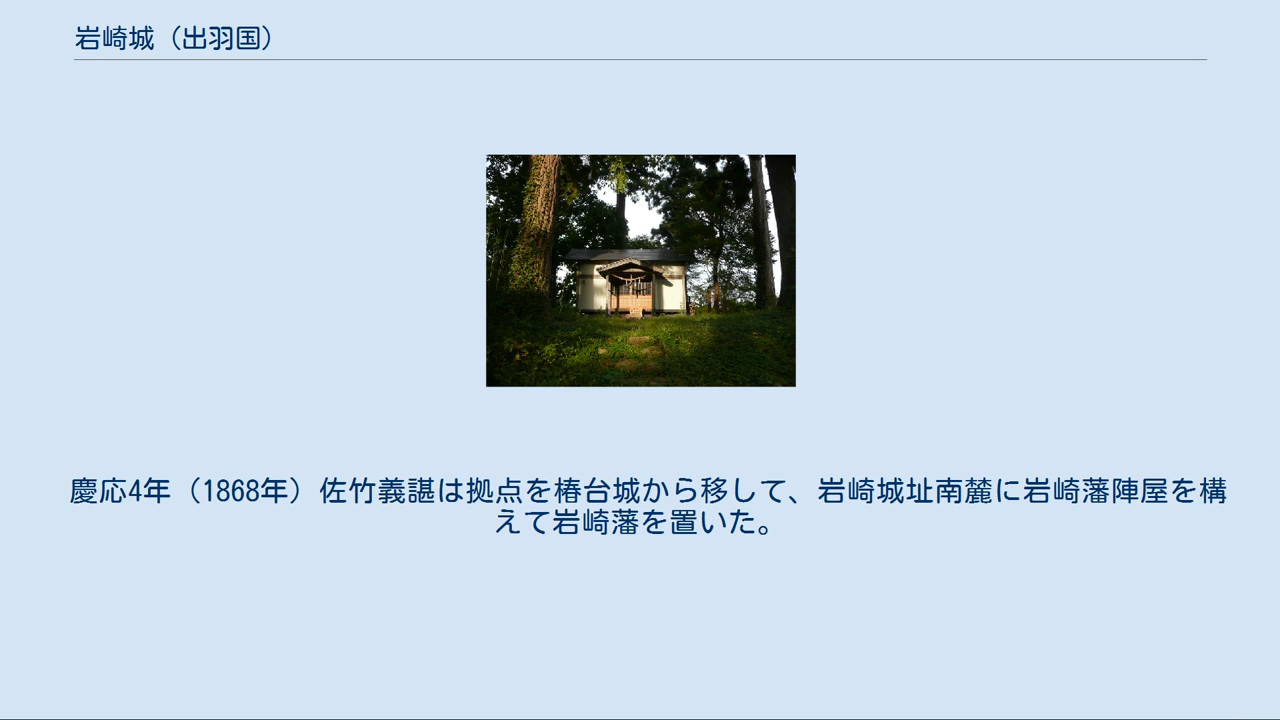 岩崎城（出羽国）
慶応4年（1868年）佐竹義諶は拠点を椿台城から移して、岩崎城址南麓に岩崎藩陣屋を構
えて岩崎藩を置いた。